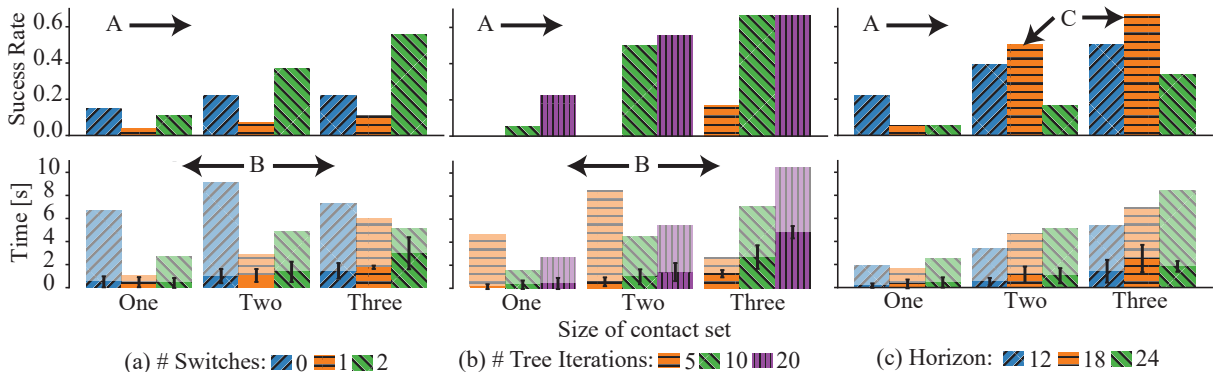 Sucess Rate
0.6
0.4
0.2
0.0
A
A
A
C
Time [s]
10
8
6
4
2
0
B
B
One Two Three
One Two Three
One Two Three
Size of contact set
(a) # Switches: 0 1 2
(b) # Tree Iterations: 5 10 20
(c) Horizon: 12 18 24